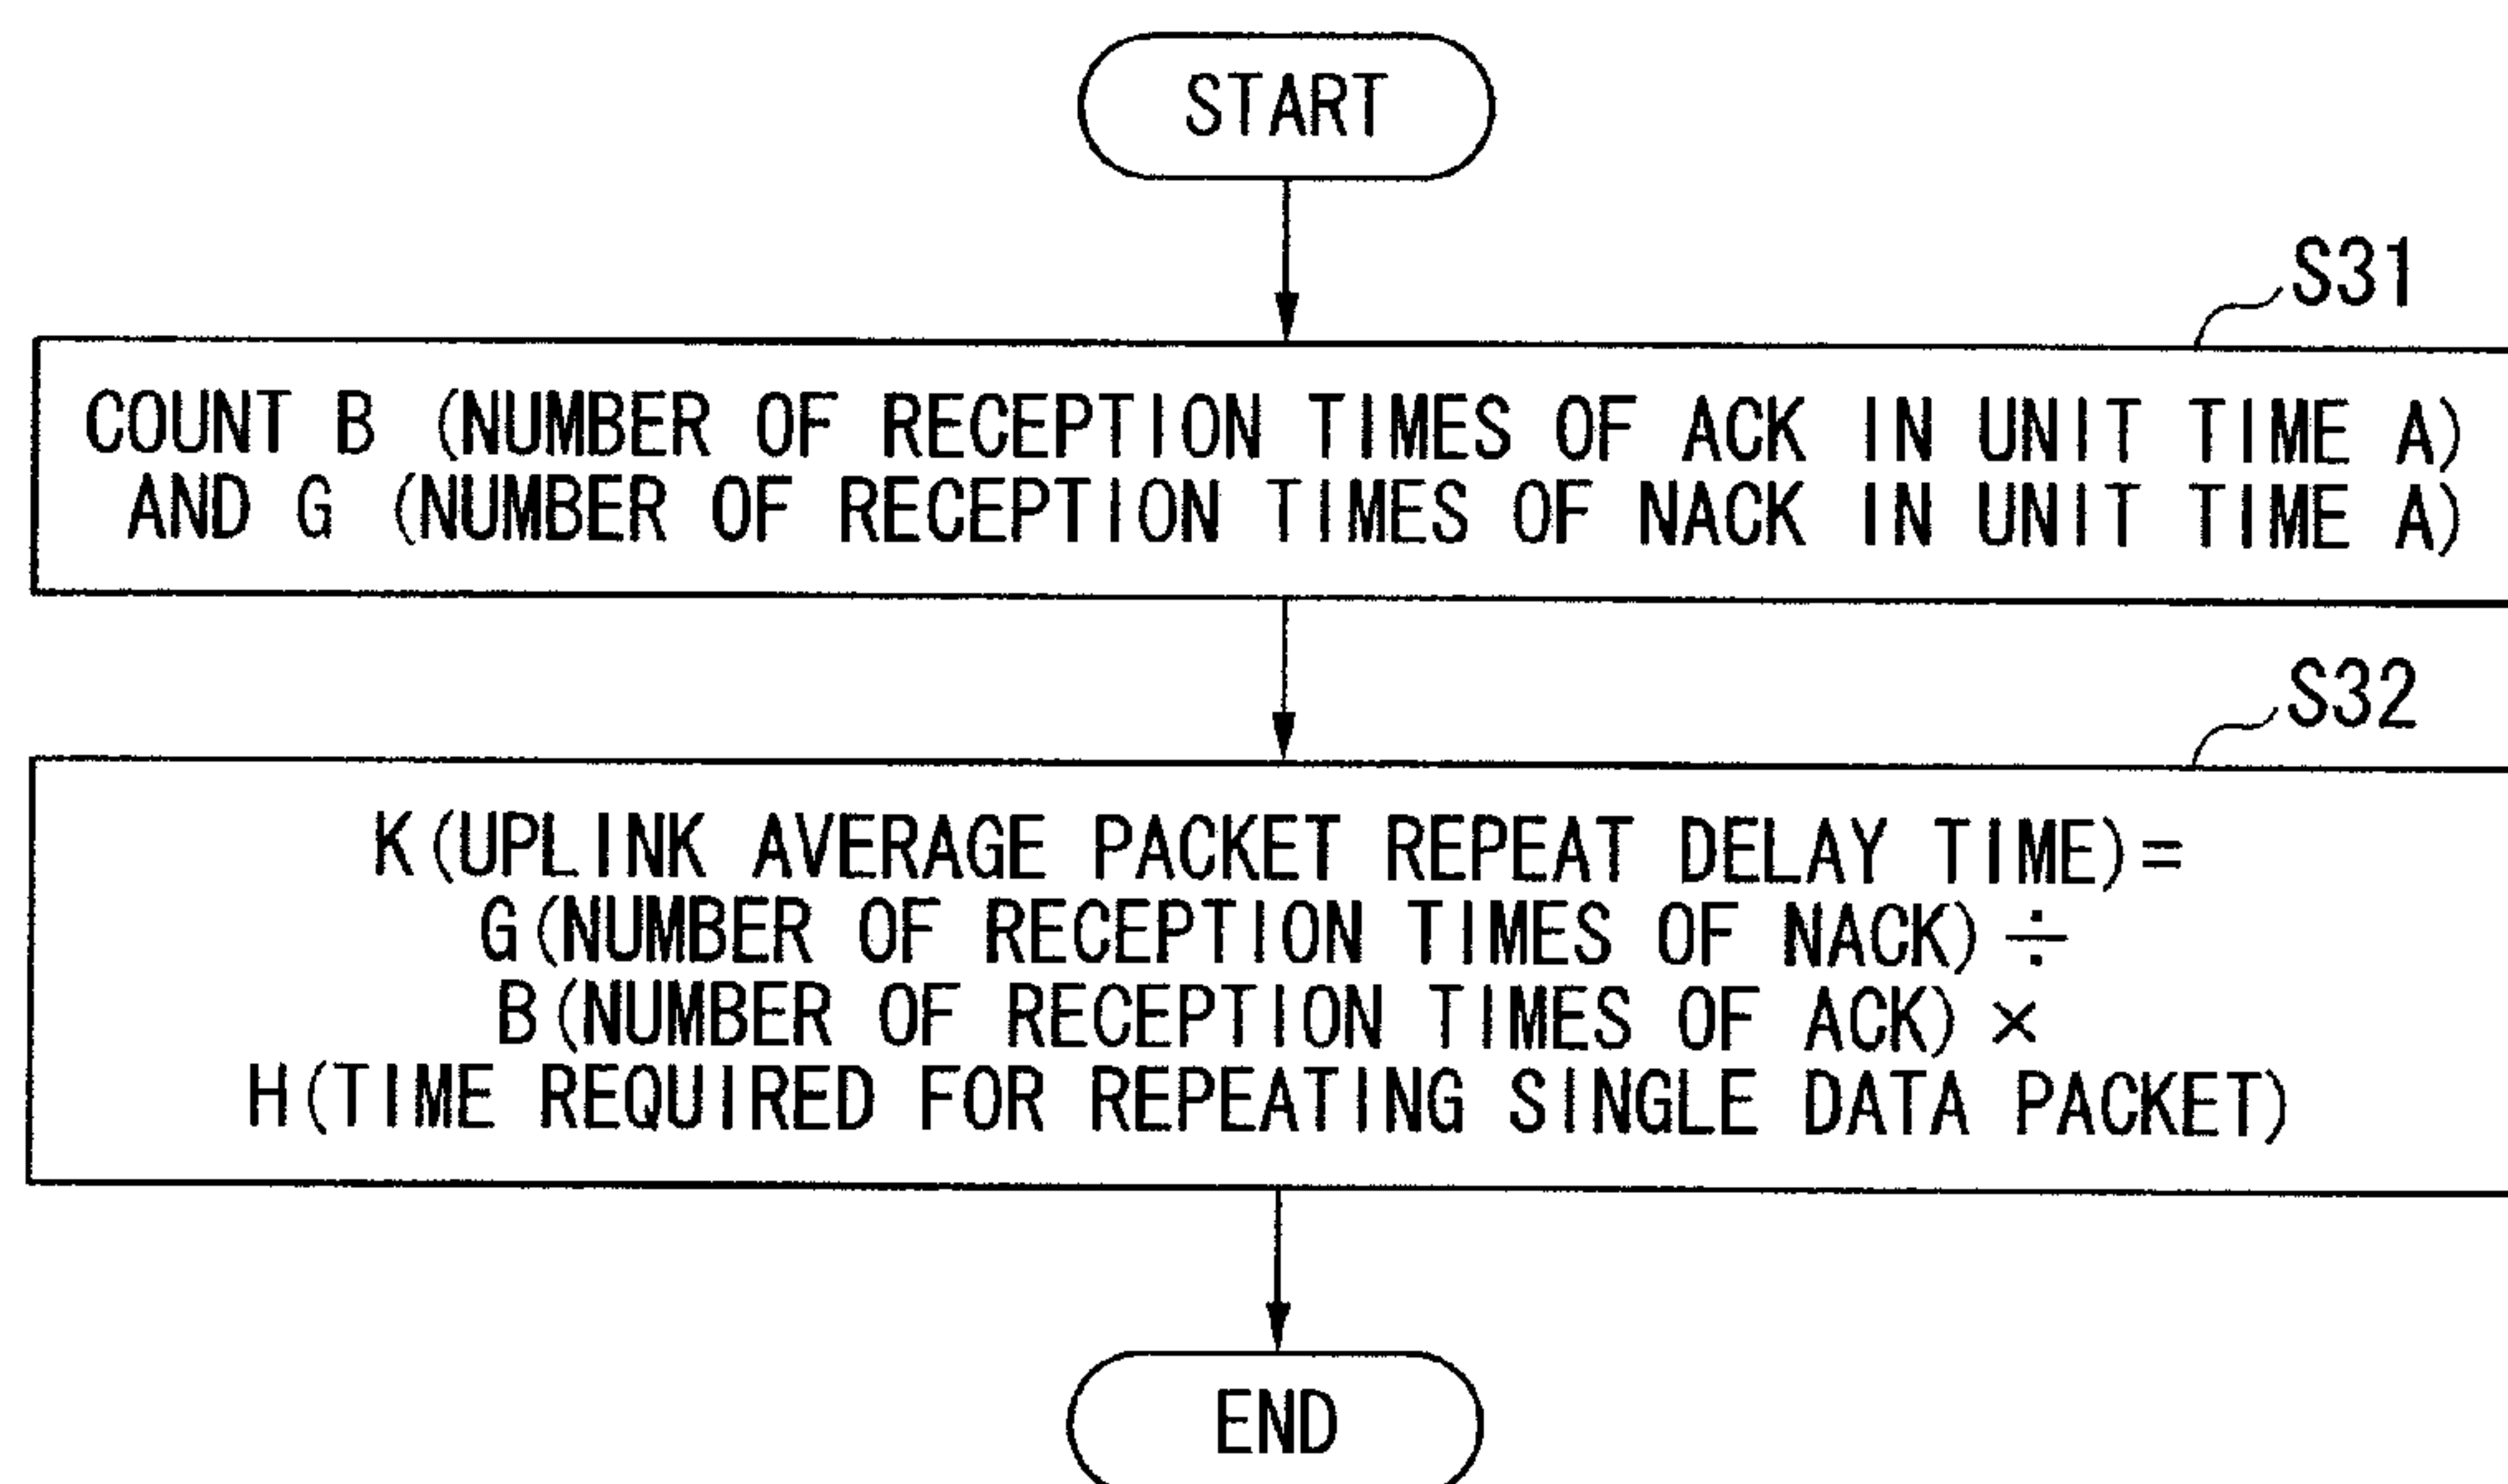 START
S31
COUNT B (NUMBER OF RECEPTION TIMES OF ACK IN UNIT TIME A)
AND G (NUMBER OF RECEPTION TIMES OF NACK IN UNIT TIME A)
S32
K(UPLINK AVERAGE PACKET REPEAT DELAY TIME)=
G(NUMBER OF RECEPTION TIMES OF NACK)÷
B(NUMBER OF RECEPTION TIMES OF ACK)×
H(TIME REQUIRED FOR REPEATING SINGLE DATA PACKET)
END